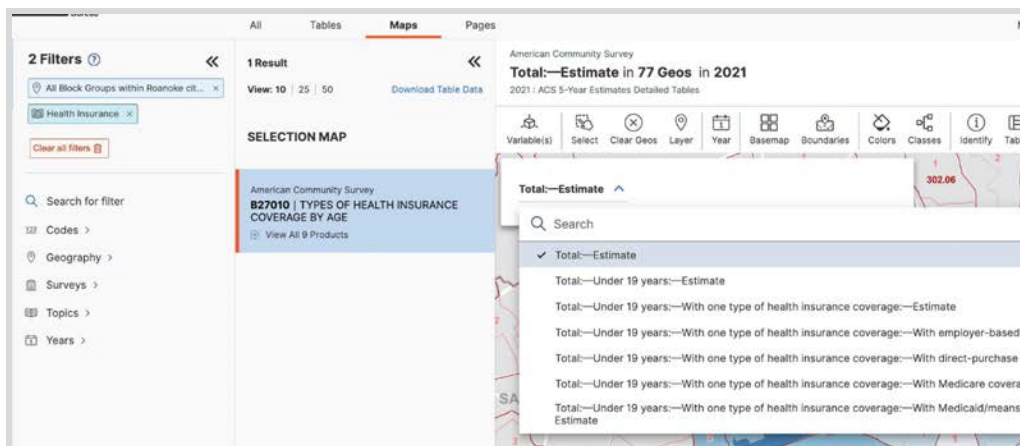 All
Tables
Maps
Pages
2 Filters
All Block Groups within Roanoke cit...
Health Insurance
Clear all filters
Search for filter
Codes
Geography
Surveys
Topics
Years
1 Result
View: 10 | 25 | 50
Download Table Data
SELECTION MAP
American Community Survey
B27010 | TYPES OF HEALTH INSURANCE
COVERAGE BY AGE
View All 9 Products
American Community Survey
Total:—Estimate in 77 Geos in 2021
2021 : ACS 5-Year Estimates Detailed Tables
Variable(s)
Select
Clear Geos
Layer
Year
Basemap
Boundaries
Colors
Classes
Identify
Tab
1
2
302.06
Total:—Estimate
Search
Total:—Estimate
Total:—Under 19 years:—Estimate
Total:—Under 19 years:—With one type of health insurance coverage:—Estimate
Total:—Under 19 years:—With one type of health insurance coverage:—With employer-based
Total:—Under 19 years:—With one type of health insurance coverage:—With direct-purchase
Total:—Under 19 years:—With one type of health insurance coverage:—With Medicare covera
Total:—Under 19 years:—With one type of health insurance coverage:—With Medicaid/means
Estimate
SA
3